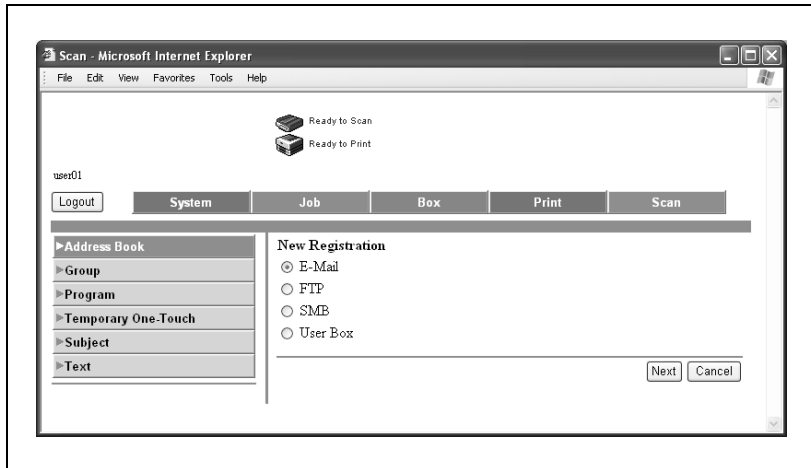 Scan - Microsoft Internet Explorer
File Edit View Favorites Tools Help
Ready to Scan
Ready to Print
user01
Logout System Job Box Print Scan
Address Book
Group
Program
Temporary One-Touch
Subject
Text
New Registration
E-Mail
FTP
SMB
User Box
Next Cancel